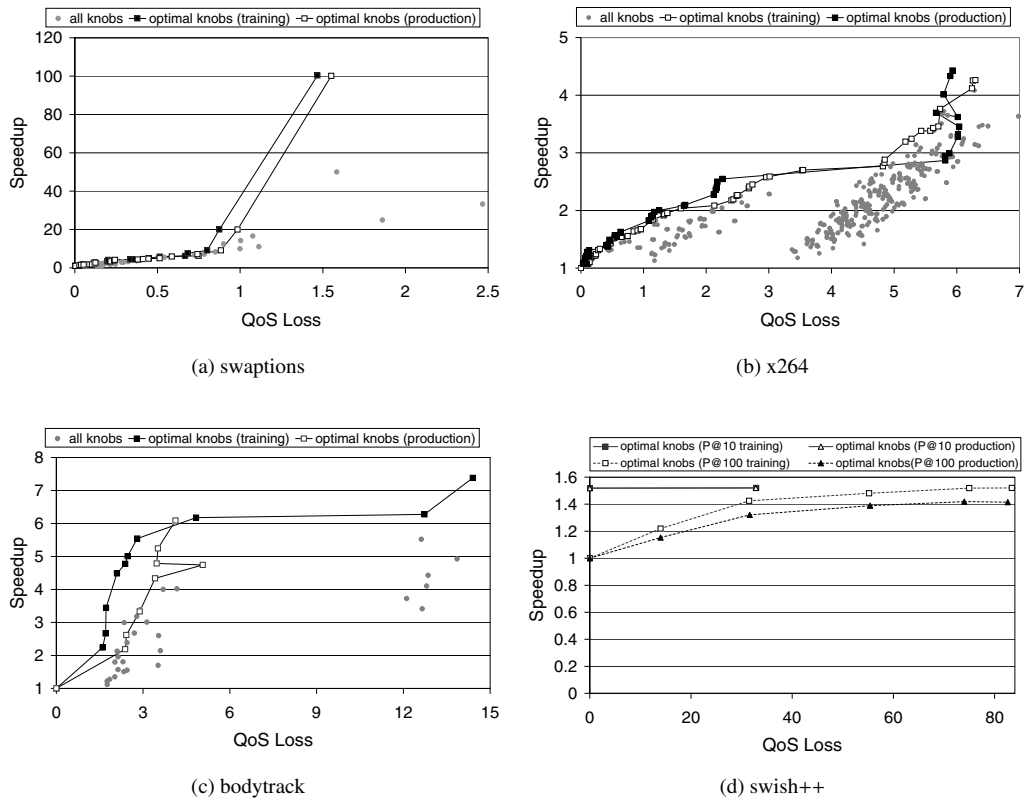 all knobs optimal knobs (training) optimal knobs (production)
120
100
80
60
40
20
0
Speedup
0 0.5 1 1.5 2 2.5
QoS Loss
(a) swaptions
all knobs optimal knobs (training) optimal knobs (production)
5
4
3
2
1
Speedup
0 1 2 3 4 5 6 7
QoS Loss
(b) x264
all knobs optimal knobs (training) optimal knobs (production)
8
7
6
5
4
3
2
1
Speedup
0 3 6 9 12 15
QoS Loss
(c) bodytrack
optimal knobs (P@10 training) optimal knobs (P@10 production)
optimal knobs (P@100 training) optimal knobs(P@100 production)
1.6
1.4
1.2
1
0.8
0.6
0.4
0.2
0
Speedup
0 20 40 60 80
QoS Loss
(d) swish++